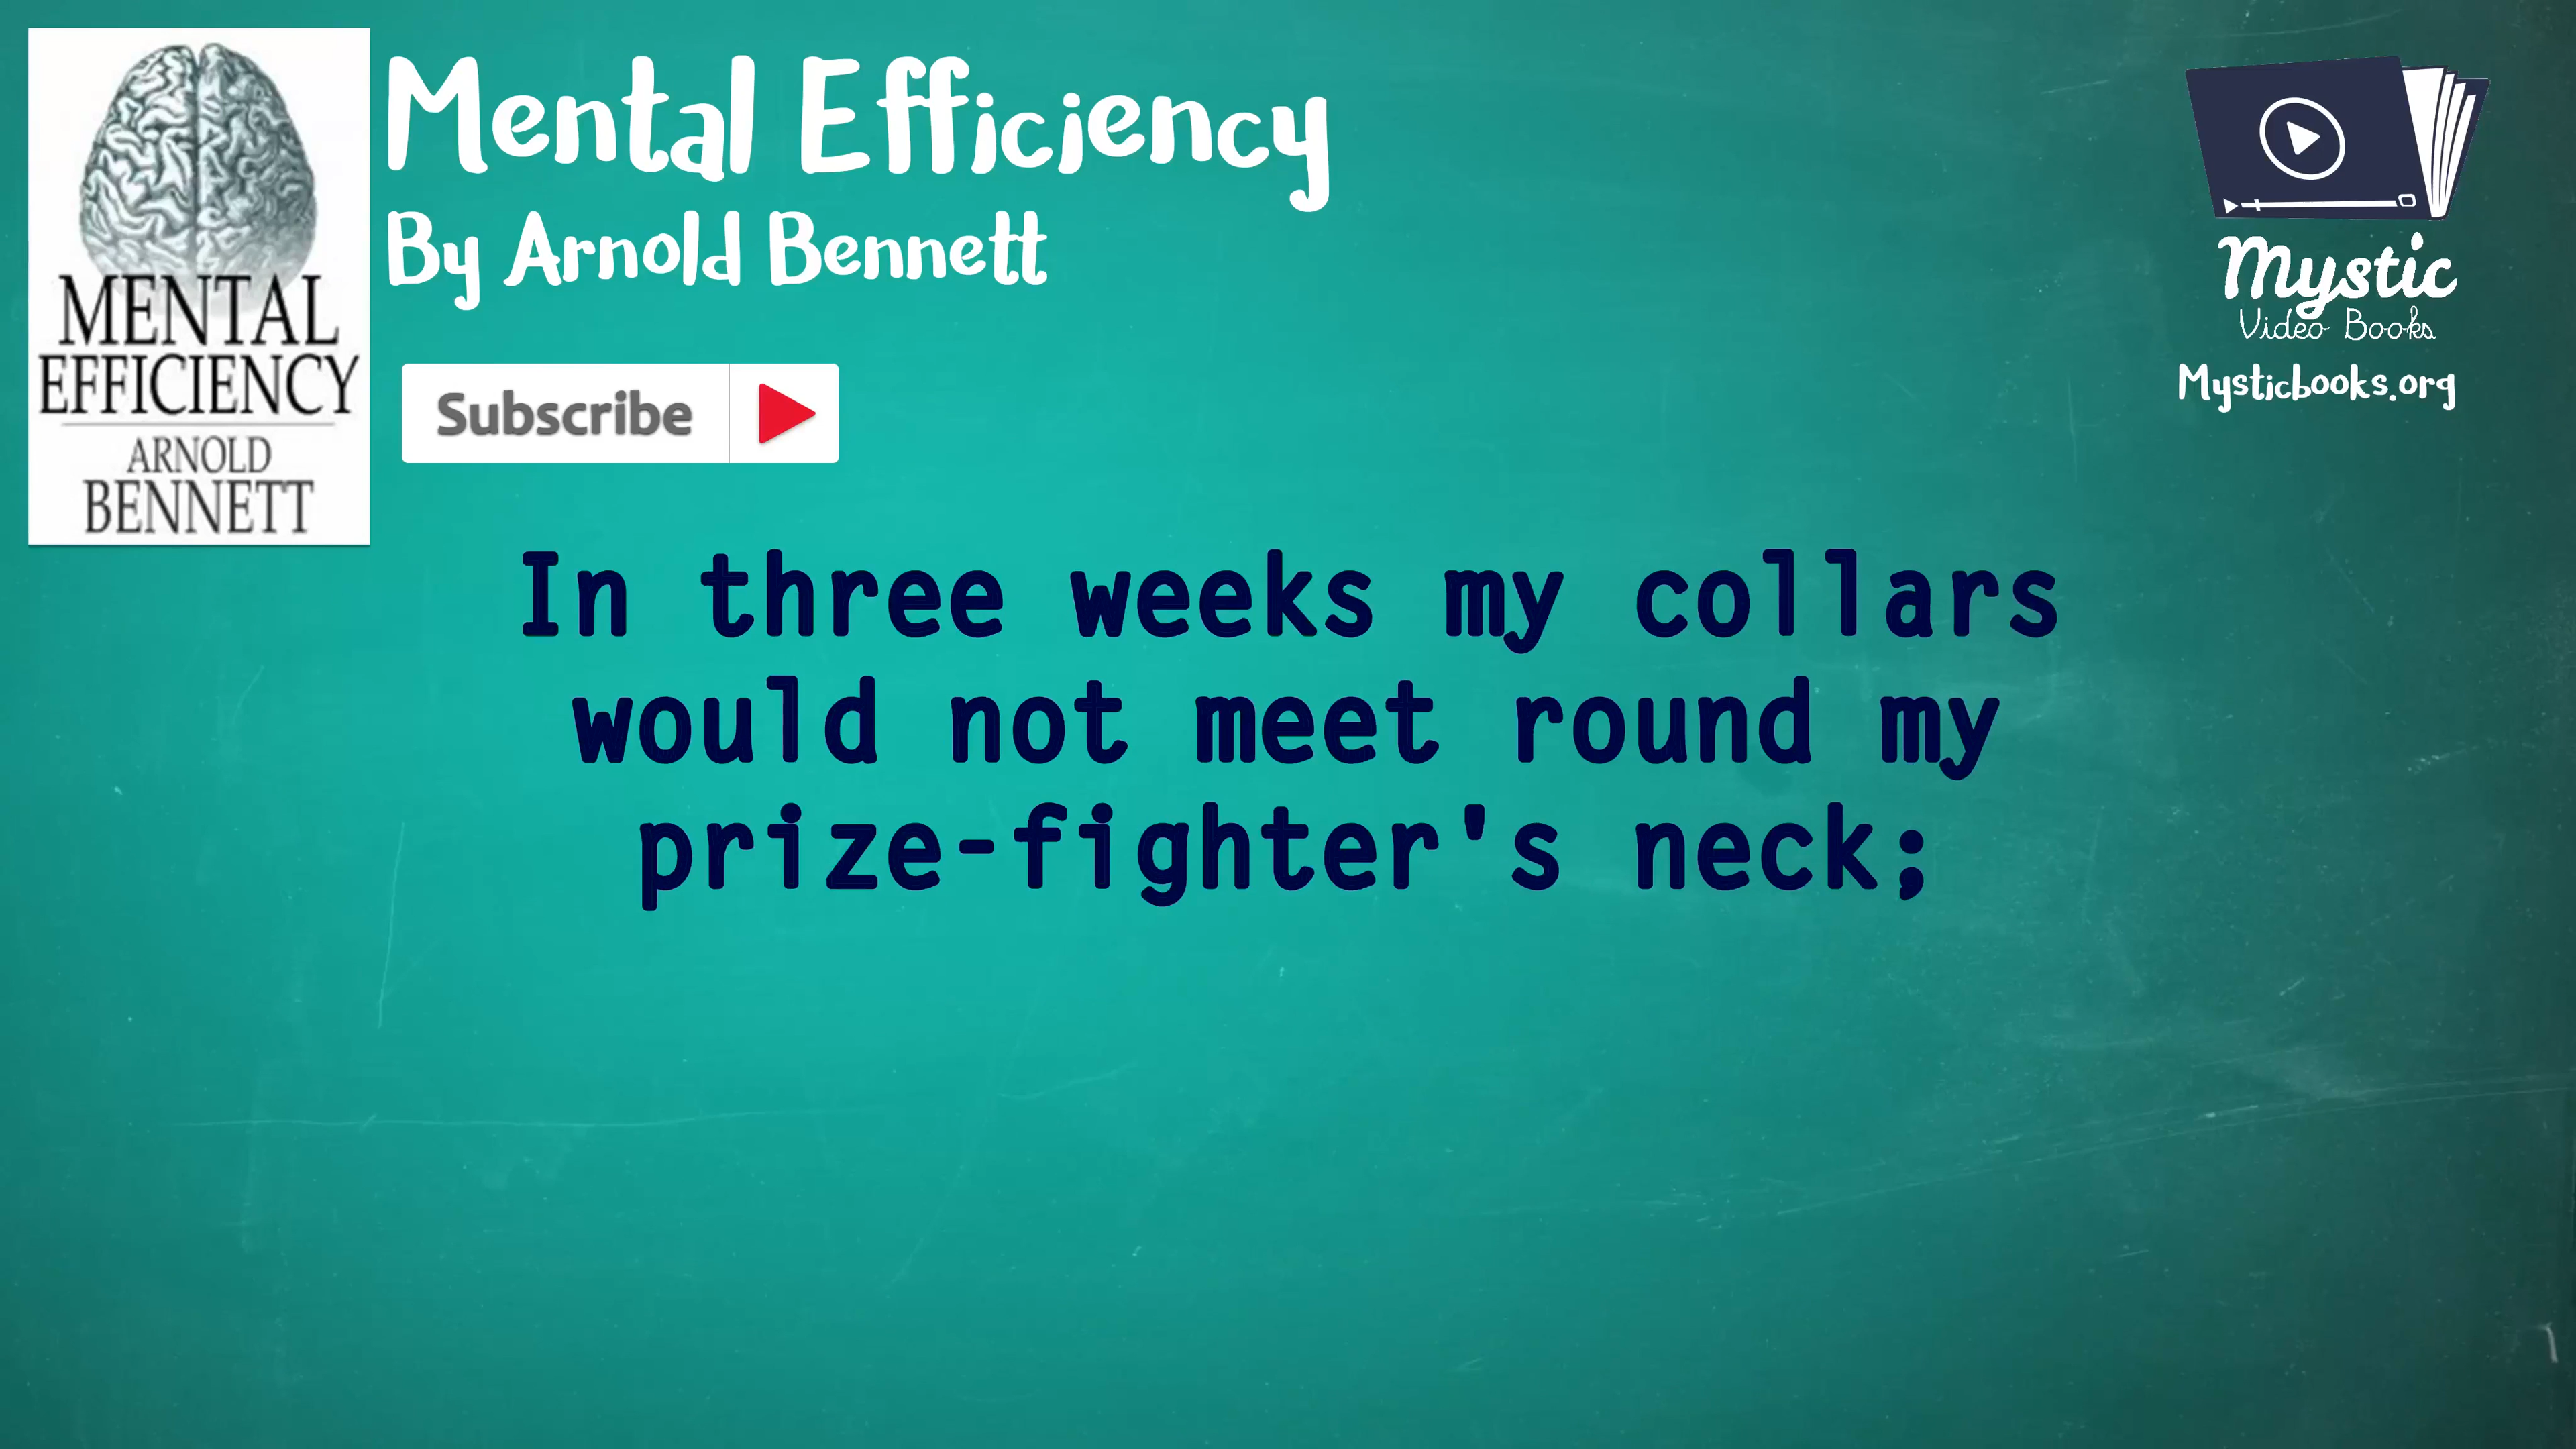 Mental Efficiency
By Arnold Bennett
MENTAL
EFFICIENCY
ARNOLD
BENNETT
Subscribe
Mystic
Video Books
Mysticbooks.org
In three weeks my collars
would not meet round my
prize-fighter's neck;